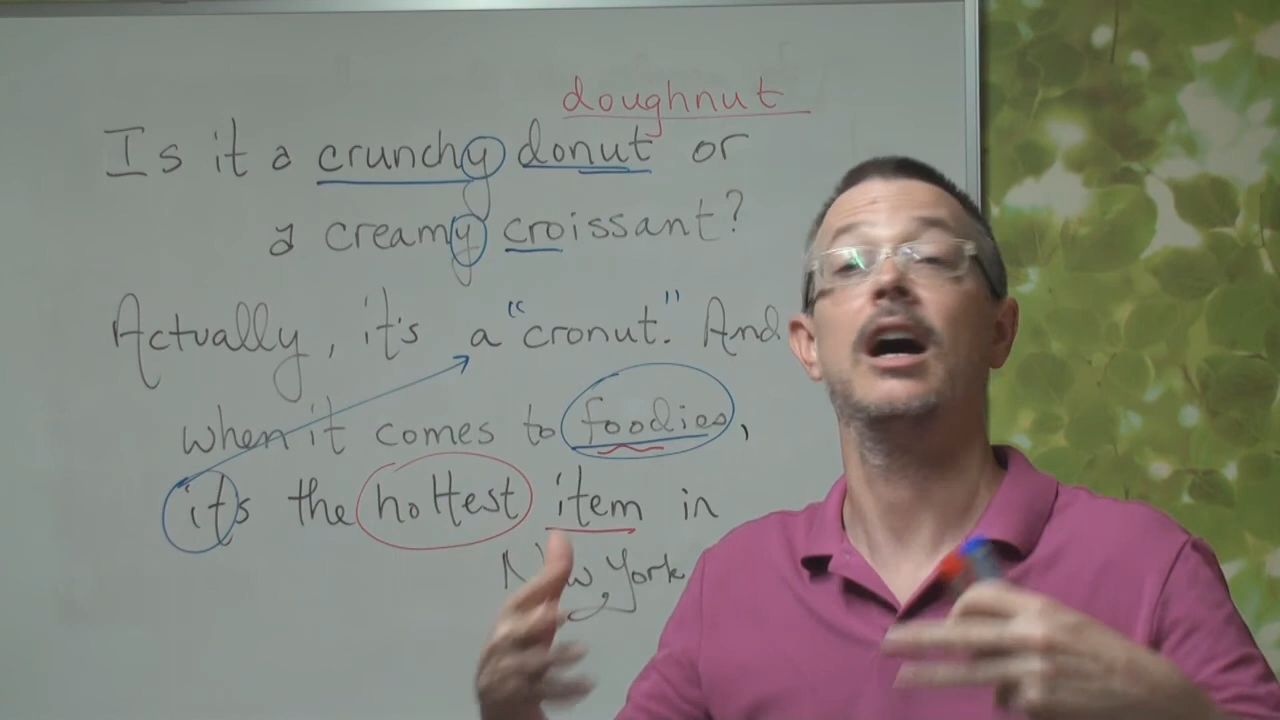 doughnut
Is it a crunchy donut or
a creamy croissant?
Actually, it's a "cronut." And
when it comes to foodies,
it's the hottest item in
New York